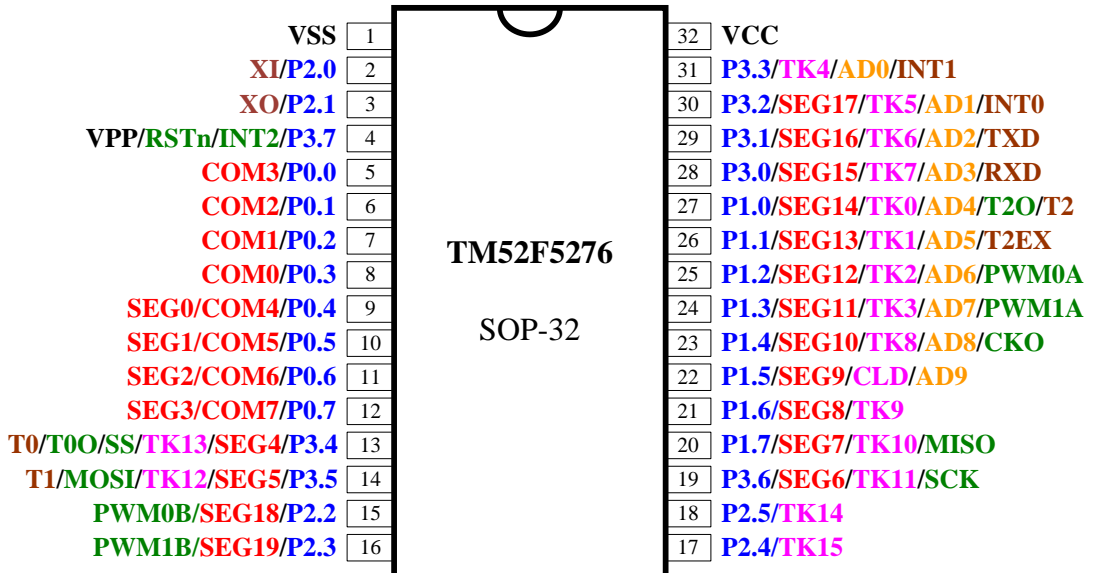 VSS 1 32 VCC
XI/P2.0 2 31 P3.3/TK4/AD0/INT1
XO/P2.1 3 30 P3.2/SEG17/TK5/AD1/INT0
VPP/RSTn/INT2/P3.7 4 29 P3.1/SEG16/TK6/AD2/TXD
COM3/P0.0 5 28 P3.0/SEG15/TK7/AD3/RXD
COM2/P0.1 6 27 P1.0/SEG14/TK0/AD4/T2O/T2
COM1/P0.2 7 26 P1.1/SEG13/TK1/AD5/T2EX
TM52F5276
COM0/P0.3 8 25 P1.2/SEG12/TK2/AD6/PWM0A
SEG0/COM4/P0.4 9 24 P1.3/SEG11/TK3/AD7/PWM1A
SOP-32
SEG1/COM5/P0.5 10 23 P1.4/SEG10/TK8/AD8/CKO
SEG2/COM6/P0.6 11 22 P1.5/SEG9/CLD/AD9
SEG3/COM7/P0.7 12 21 P1.6/SEG8/TK9
T0/T0O/SS/TK13/SEG4/P3.4 13 20 P1.7/SEG7/TK10/MISO
T1/MOSI/TK12/SEG5/P3.5 14 19 P3.6/SEG6/TK11/SCK
PWM0B/SEG18/P2.2 15 18 P2.5/TK14
PWM1B/SEG19/P2.3 16 17 P2.4/TK15